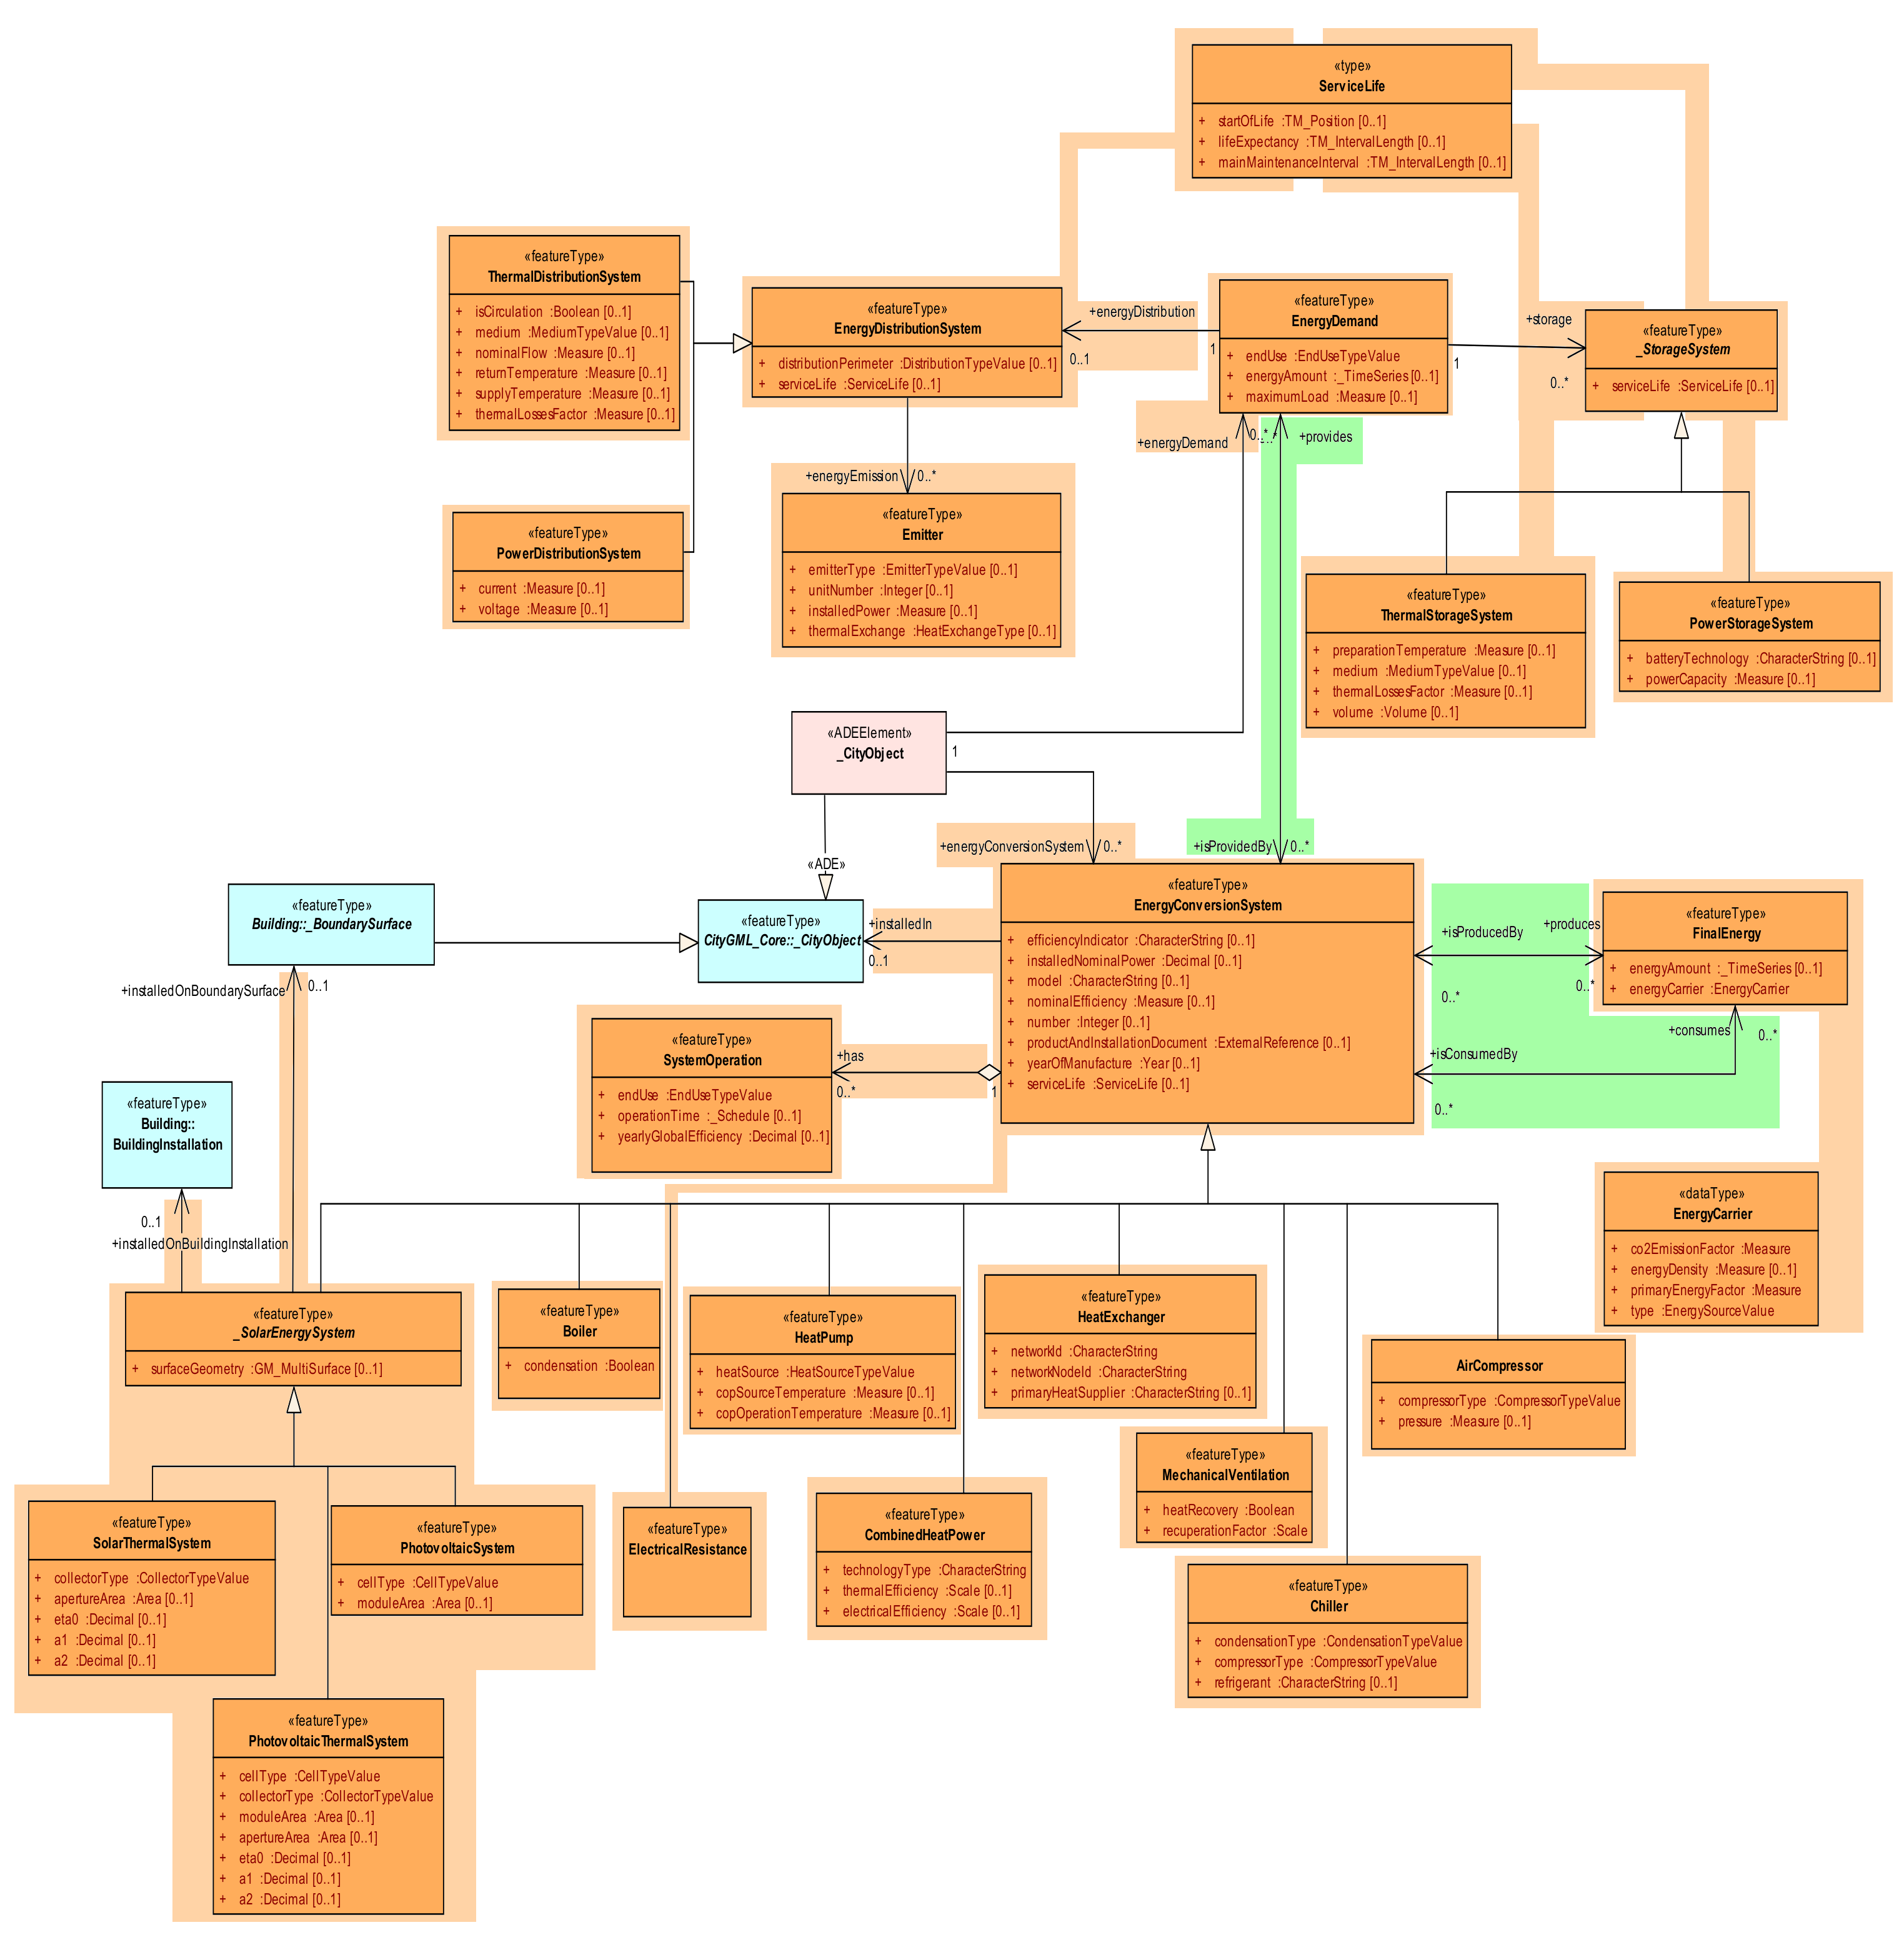 «type»
ServiceLife
+ startOfLife :TM_Position [0..1]
+ lifeExpectancy :TM_IntervalLength [0..1]
+ mainMaintenanceInterval :TM_IntervalLength [0..1]
«featureType»
ThermalDistributionSystem
+ isCirculation :Boolean [0..1]
+ medium :MediumTypeValue [0..1]
+ nominalFlow :Measure [0..1]
+ returnTemperature :Measure [0..1]
+ supplyTemperature :Measure [0..1]
+ thermalLossesFactor :Measure [0..1]
«featureType»
EnergyDistributionSystem
+ distributionPerimeter :DistributionTypeValue [0..1]
+ serviceLife :ServiceLife [0..1]
+energyDistribution
0..1
1
«featureType»
EnergyDemand
+ endUse :EndUseTypeValue
+ energyAmount :_TimeSeries [0..1]
+ maximumLoad :Measure [0..1]
+storage
1
0..*
«featureType»
_StorageSystem
+ serviceLife :ServiceLife [0..1]
+energyDemand
0..*
+provides
+energyEmission
0..*
«featureType»
Emitter
+ emitterType :EmitterTypeValue [0..1]
+ unitNumber :Integer [0..1]
+ installedPower :Measure [0..1]
+ thermalExchange :HeatExchangeType [0..1]
«featureType»
PowerDistributionSystem
+ current :Measure [0..1]
+ voltage :Measure [0..1]
«featureType»
ThermalStorageSystem
+ preparationTemperature :Measure [0..1]
+ medium :MediumTypeValue [0..1]
+ thermalLossesFactor :Measure [0..1]
+ volume :Volume [0..1]
«featureType»
PowerStorageSystem
+ batteryTechnology :CharacterString [0..1]
+ powerCapacity :Measure [0..1]
«ADEElement»
_CityObject
1
«ADE»
+energyConversionSystem
0..*
+isProvidedBy
0..*
«featureType»
Building::_BoundarySurface
«featureType»
CityGML_Core::_CityObject
+installedIn
0..1
«featureType»
EnergyConversionSystem
+ efficiencyIndicator :CharacterString [0..1]
+ installedNominalPower :Decimal [0..1]
+ model :CharacterString [0..1]
+ nominalEfficiency :Measure [0..1]
+ number :Integer [0..1]
+ productAndInstallationDocument :ExternalReference [0..1]
+ yearOfManufacture :Year [0..1]
+ serviceLife :ServiceLife [0..1]
+isProducedBy
+produces
0..*
0..*
«featureType»
FinalEnergy
+ energyAmount :_TimeSeries [0..1]
+ energyCarrier :EnergyCarrier
+consumes
0..*
+isConsumedBy
0..*
+installedOnBoundarySurface
0..1
«featureType»
SystemOperation
+ endUse :EndUseTypeValue
+ operationTime :_Schedule [0..1]
+ yearlyGlobalEfficiency :Decimal [0..1]
+has
0..*
1
«featureType»
Building::
BuildingInstallation
0..1
+installedOnBuildingInstallation
«dataType»
EnergyCarrier
+ co2EmissionFactor :Measure
+ energyDensity :Measure [0..1]
+ primaryEnergyFactor :Measure
+ type :EnergySourceValue
«featureType»
_SolarEnergySystem
+ surfaceGeometry :GM_MultiSurface [0..1]
«featureType»
Boiler
+ condensation :Boolean
«featureType»
HeatPump
+ heatSource :HeatSourceTypeValue
+ copSourceTemperature :Measure [0..1]
+ copOperationTemperature :Measure [0..1]
«featureType»
HeatExchanger
+ networkId :CharacterString
+ networkNodeId :CharacterString
+ primaryHeatSupplier :CharacterString [0..1]
AirCompressor
+ compressorType :CompressorTypeValue
+ pressure :Measure [0..1]
«featureType»
MechanicalVentilation
+ heatRecovery :Boolean
+ recuperationFactor :Scale
«featureType»
SolarThermalSystem
+ collectorType :CollectorTypeValue
+ apertureArea :Area [0..1]
+ eta0 :Decimal [0..1]
+ a1 :Decimal [0..1]
+ a2 :Decimal [0..1]
«featureType»
PhotovoltaicSystem
+ cellType :CellTypeValue
+ moduleArea :Area [0..1]
«featureType»
ElectricalResistance
«featureType»
CombinedHeatPower
+ technologyType :CharacterString
+ thermalEfficiency :Scale [0..1]
+ electricalEfficiency :Scale [0..1]
«featureType»
Chiller
+ condensationType :CondensationTypeValue
+ compressorType :CompressorTypeValue
+ refrigerant :CharacterString [0..1]
«featureType»
PhotovoltaicThermalSystem
+ cellType :CellTypeValue
+ collectorType :CollectorTypeValue
+ moduleArea :Area [0..1]
+ apertureArea :Area [0..1]
+ eta0 :Decimal [0..1]
+ a1 :Decimal [0..1]
+ a2 :Decimal [0..1]